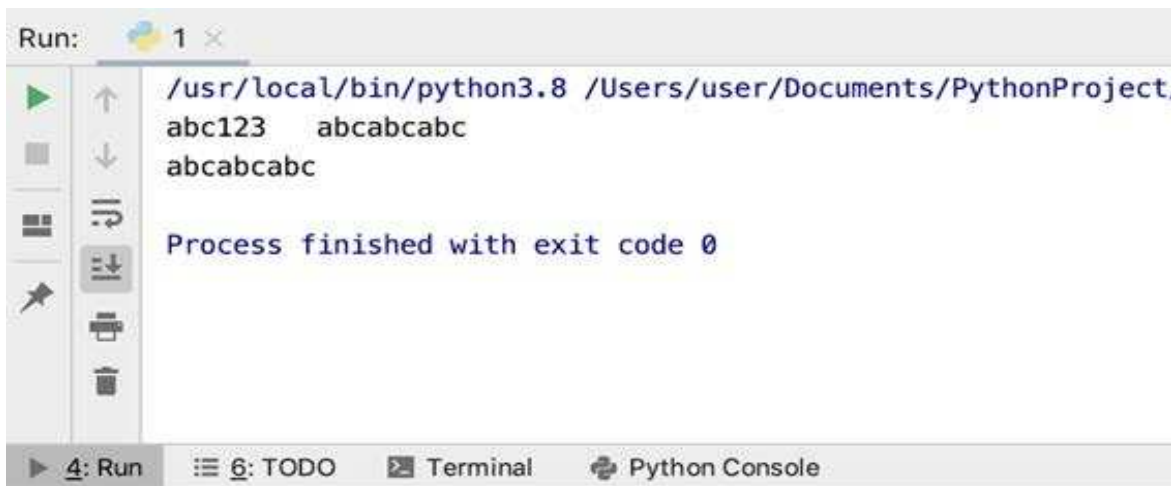 Run: 1
/usr/local/bin/python3.8 /Users/user/Documents/PythonProject/
abc123   abcabcabc
abcabcabc
Process finished with exit code 0
4: Run 6: TODO Terminal Python Console